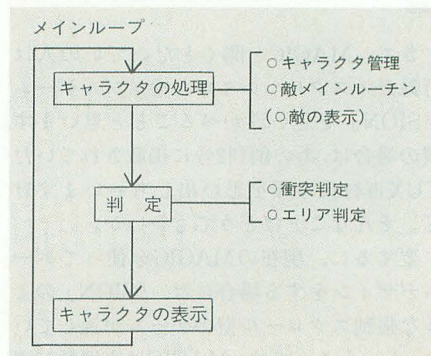 メインループ
キャラクタの処理
○キャラクタ管理
○敵メインルーチン
(○敵の表示)
判 定
○衝突判定
○エリア判定
キャラクタの表示